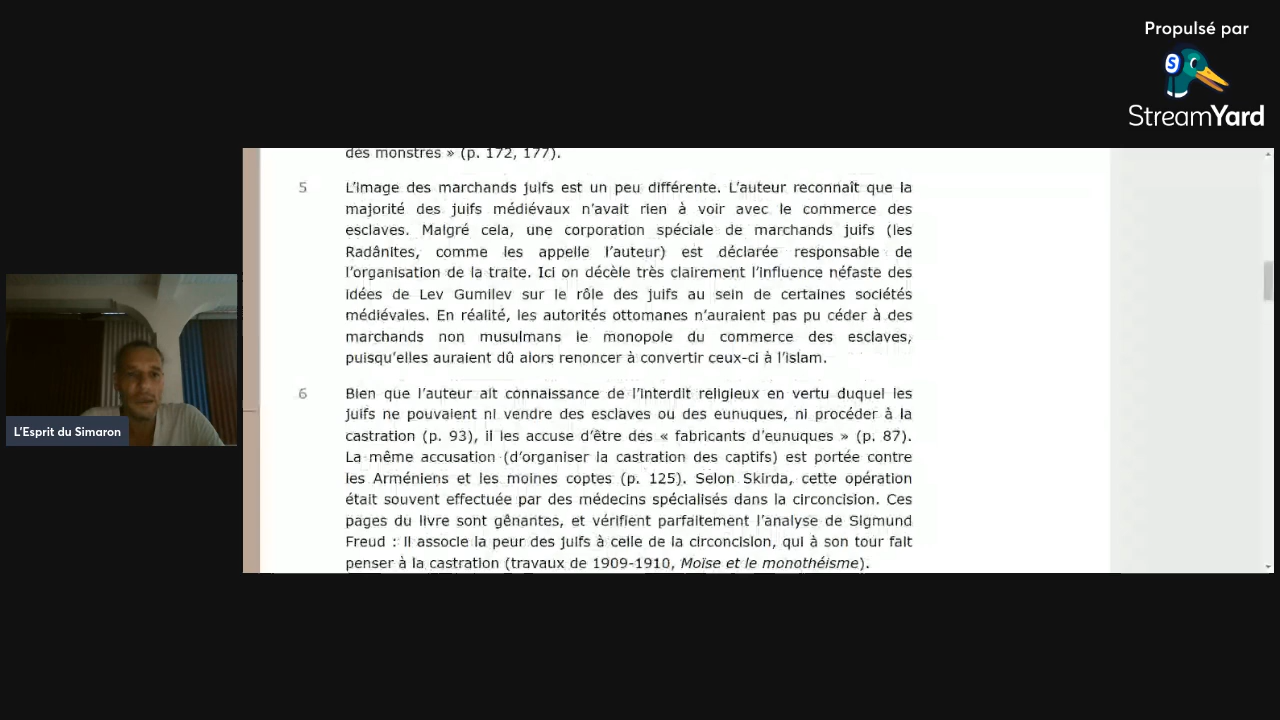 Propulsé par
StreamYard
des monstres » (p. 172, 177).
5 L'image des marchands juifs est un peu différente. L'auteur reconnaît que la
majorité des juifs médiévaux n'avait rien à voir avec le commerce des
esclaves. Malgré cela, une corporation spéciale de marchands juifs (les
Radânites, comme les appelle l'auteur) est déclarée responsable de
l'organisation de la traite. Ici on décèle très clairement l'influence néfaste des
idées de Lev Gumilev sur le rôle des juifs au sein de certaines sociétés
médiévales. En réalité, les autorités ottomanes n'auraient pas pu céder à des
marchands non musulmans le monopole du commerce des esclaves,
puisqu'elles auraient dû alors renoncer à convertir ceux-ci à l'islam.
6 Bien que l'auteur ait connaissance de l'interdit religieux en vertu duquel les
juifs ne pouvaient ni vendre des esclaves ou des eunuques, ni procéder à la
castration (p. 93), il les accuse d'être des « fabricants d'eunuques » (p. 87).
La même accusation (d'organiser la castration des captifs) est portée contre
les Arméniens et les moines coptes (p. 125). Selon Skirda, cette opération
était souvent effectuée par des médecins spécialisés dans la circoncision. Ces
pages du livre sont gênantes, et vérifient parfaitement l'analyse de Sigmund
Freud : il associe la peur des juifs à celle de la circoncision, qui à son tour fait
penser à la castration (travaux de 1909-1910, Moïse et le monothéisme).
L'Esprit du Simaron